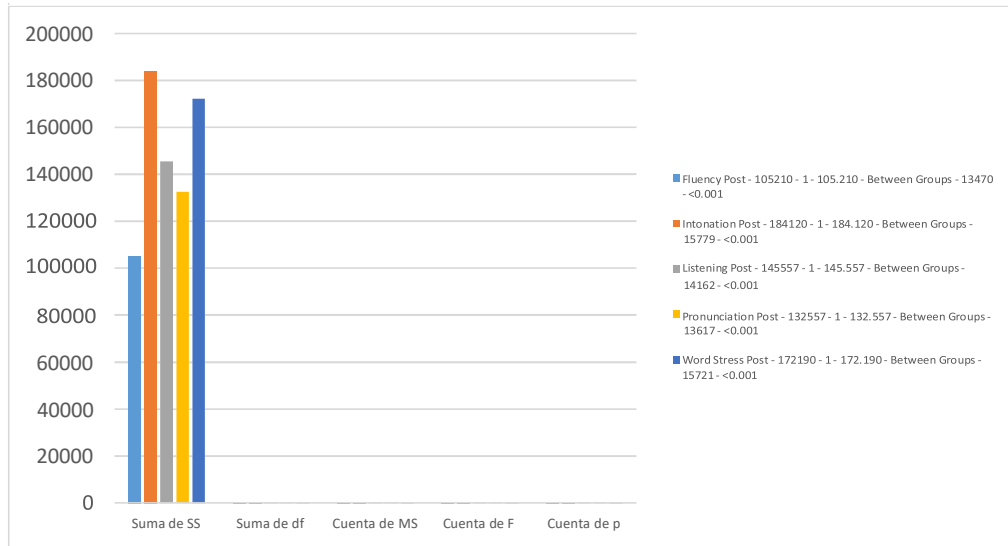 200000
180000
160000
140000
120000
100000
80000
60000
40000
20000
0
Suma de SS
Suma de df
Cuenta de MS
Cuenta de F
Cuenta de p
Fluency Post - 105210 - 1 - 105.210 - Between Groups - 13470
- <0.001
Intonation Post - 184120 - 1 - 184.120 - Between Groups -
15779 - <0.001
Listening Post - 145557 - 1 - 145.557 - Between Groups -
14162 - <0.001
Pronunciation Post - 132557 - 1 - 132.557 - Between Groups -
13617 - <0.001
Word Stress Post - 172190 - 1 - 172.190 - Between Groups -
15721 - <0.001